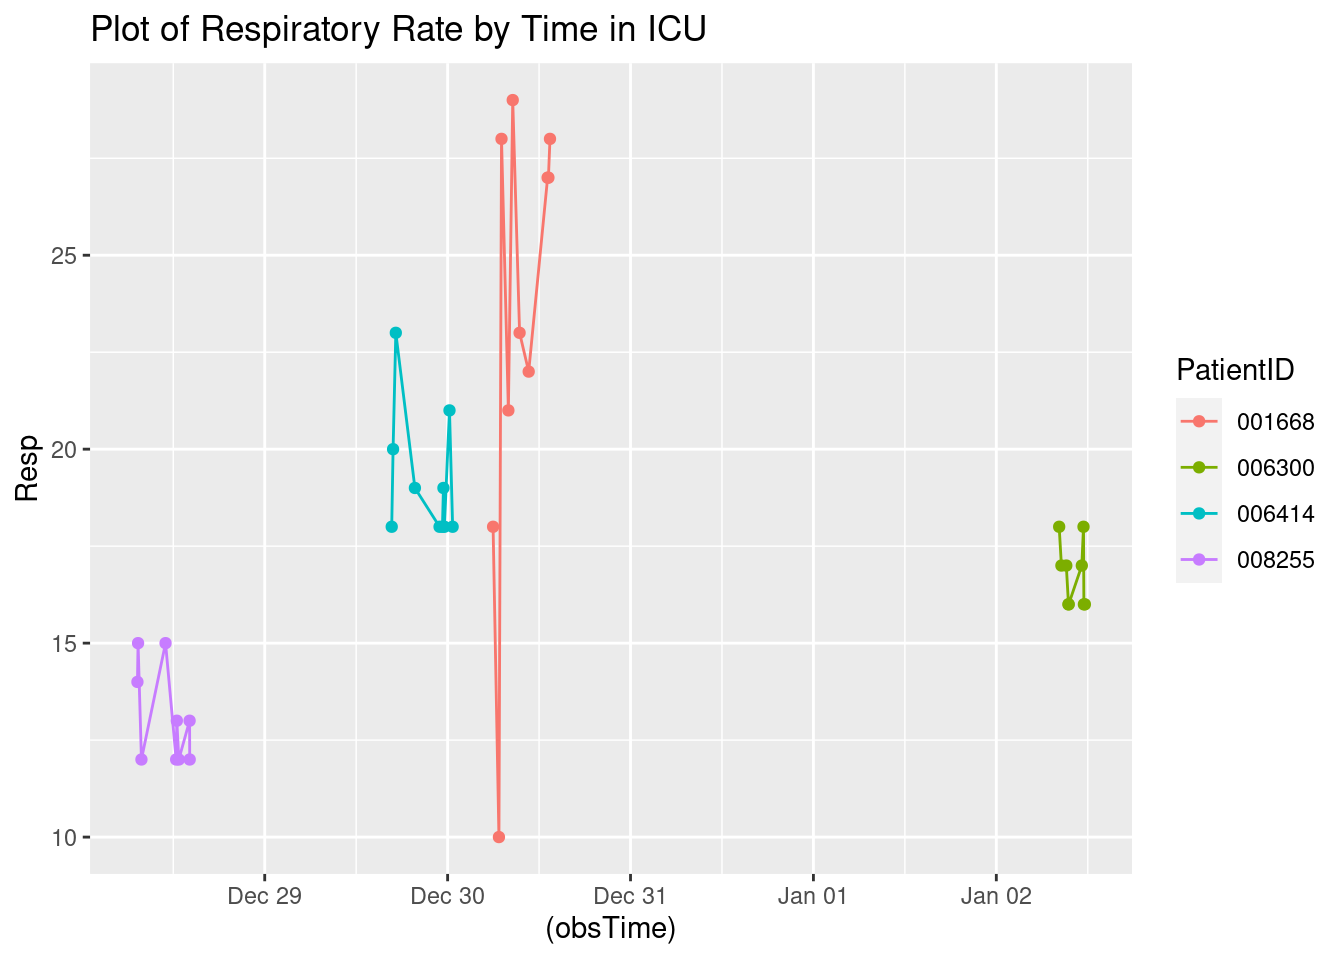 Plot of Respiratory Rate by Time in ICU
Resp
25
20
15
10
Dec 29 Dec 30 Dec 31 Jan 01 Jan 02
(obsTime)
PatientID
001668
006300
006414
008255